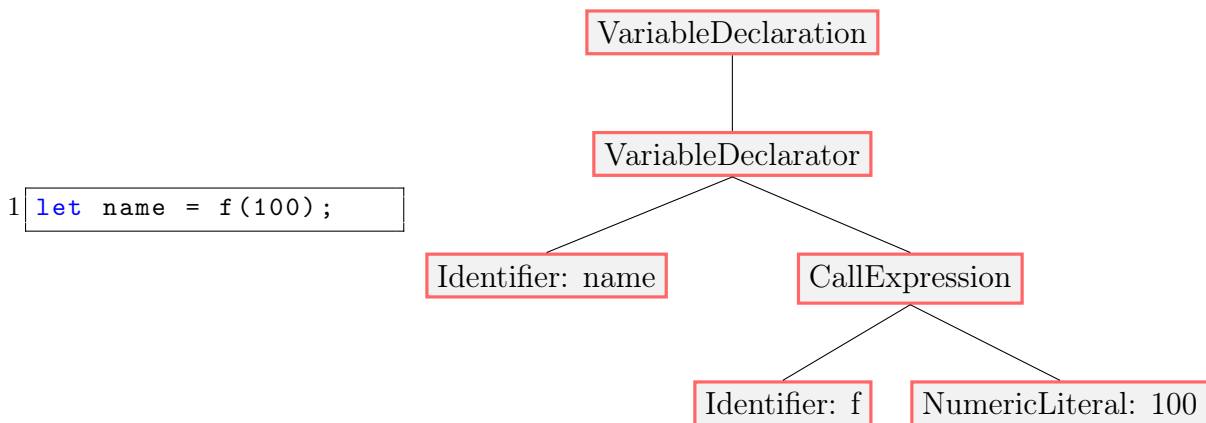 VariableDeclaration
VariableDeclarator
1 let name = f(100);
Identifier: name
CallExpression
Identifier: f
NumericLiteral: 100